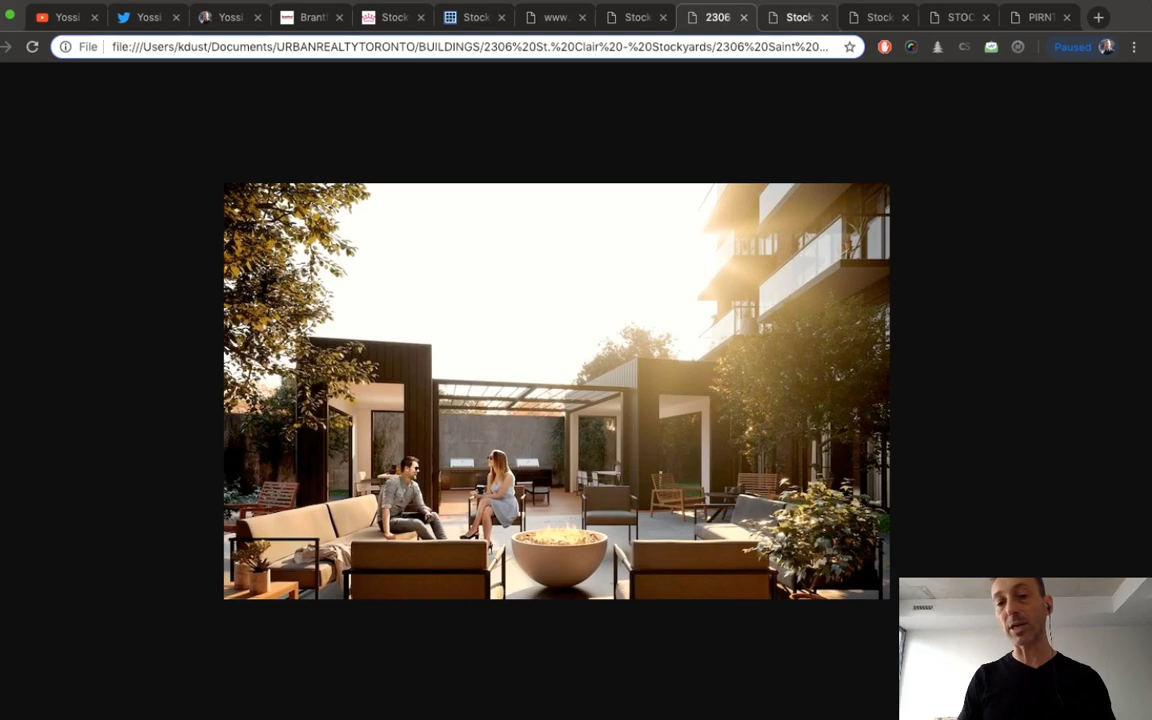 Yossi
Yossi
Yossi
Brantf
Stock
Stock
www.
Stock
2306
Stock
Stock
STOC
PIRNT
File
file:///Users/kdust/Documents/URBANREALTYTORONTO/BUILDINGS/2306%20St.%20Clair%20-%20Stockyards/2306%20Saint%20...
CS
Paused